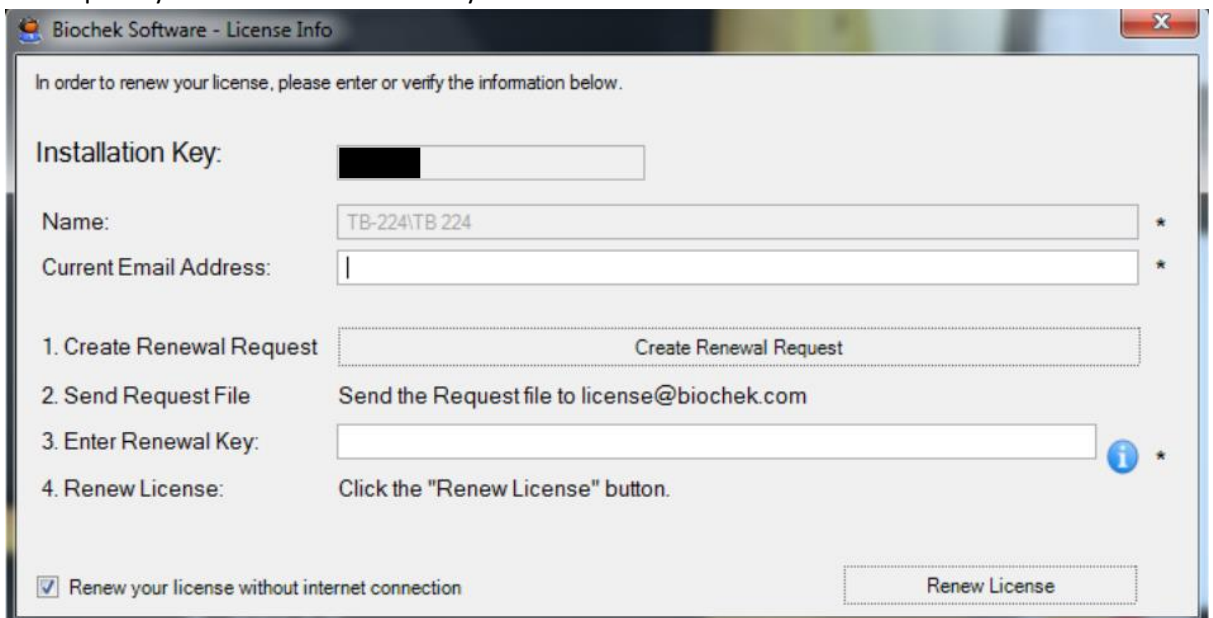 Biochek Software - License Info
In order to renew your license, please enter or verify the information below.
Installation Key:
Name: TB-224\TB 224 *
Current Email Address: *
1. Create Renewal Request Create Renewal Request
2. Send Request File Send the Request file to license@biochek.com
3. Enter Renewal Key: *
4. Renew License: Click the "Renew License" button.
Renew your license without internet connection Renew License